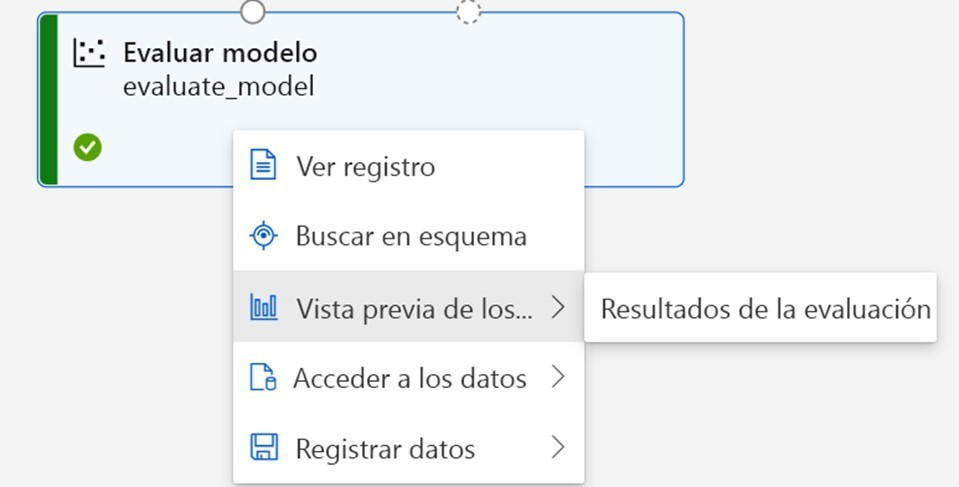 Evaluar modelo
evaluate_model
Ver registro
Buscar en esquema
Vista previa de los...
Resultados de la evaluación
Acceder a los datos
Registrar datos